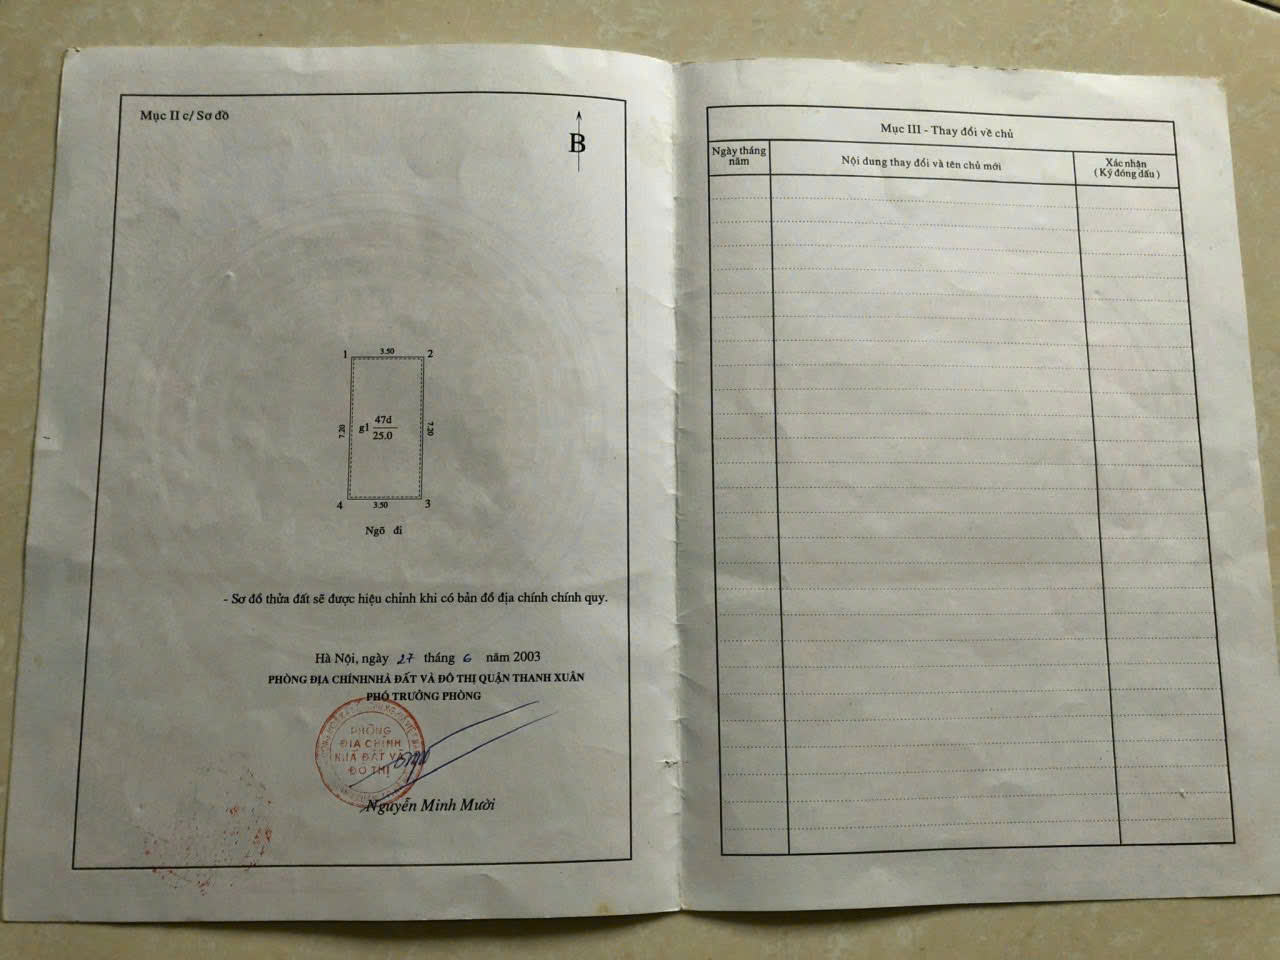 Mục II c/ Sơ đồ
B
1 3.50 2
7.20 g1 47d 7.20
25.0
4 3.50 3
Ngõ đi
- Sơ đồ thửa đất sẽ được hiệu chỉnh khi có bản đồ địa chính chính quy.
Hà Nội, ngày 27 tháng 6 năm 2003
PHÒNG ĐỊA CHÍNHNHÀ ĐẤT VÀ ĐÔ THỊ QUẬN THANH XUÂN
PHÓ TRƯỞNG PHÒNG
PHÒNG
ĐỊA CHÍNH
NHÀ ĐẤT VÀ
ĐÔ THỊ
Nguyễn Minh Mười
Mục III - Thay đổi về chủ
Ngày tháng
năm
Nội dung thay đổi và tên chủ mới
Xác nhận
( Ký đóng dấu )